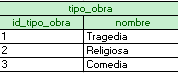 tipo_obra
id_tipo_obra nombre
1 Tragedia
2 Religiosa
3 Comedia